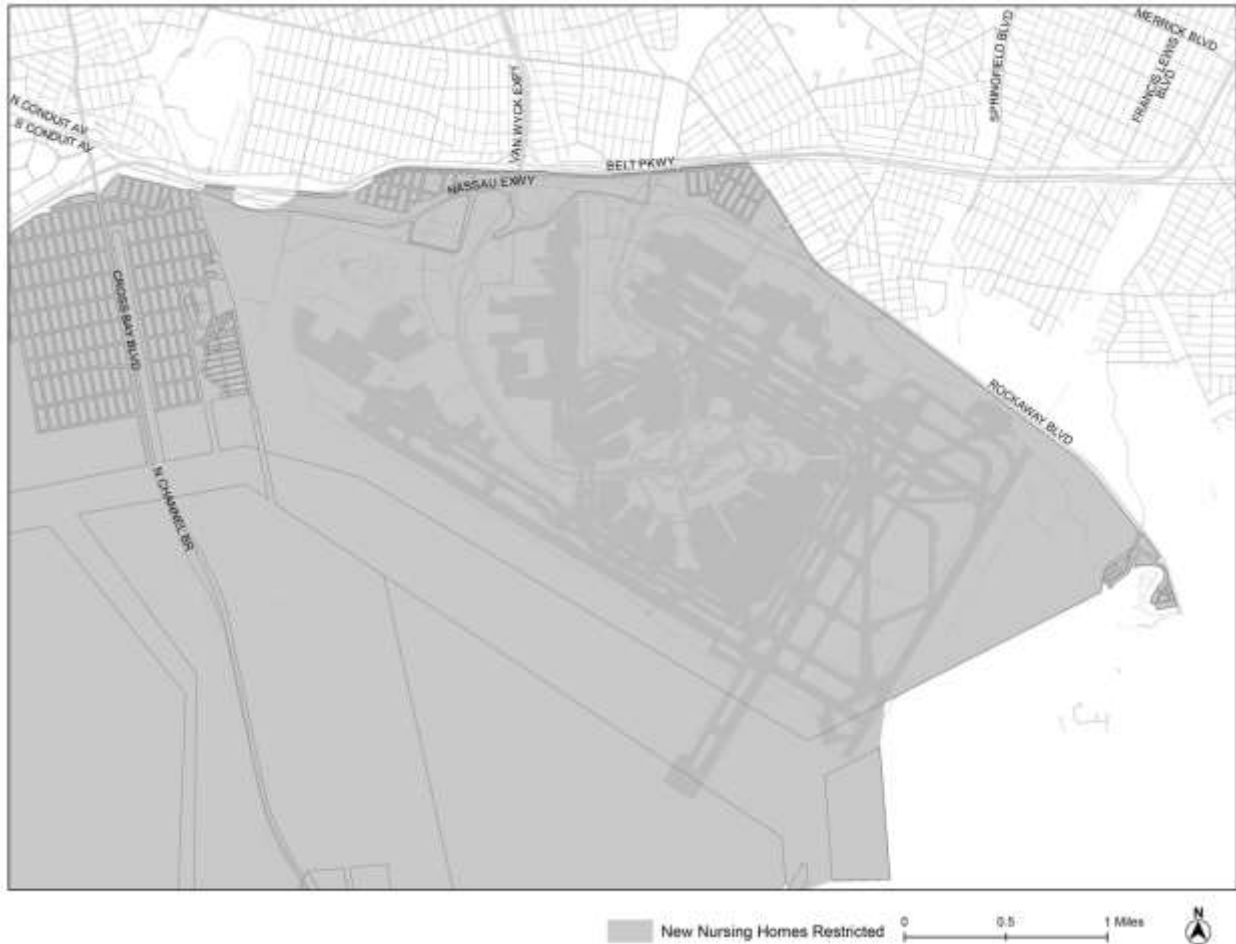 MERRICK BLVD
SPRINGFIELD BLVD
FRANCIS LEWIS
BLVD
N CONDUIT AV
S CONDUIT AV
VAN WYCK EXPY
BELT PKWY
NASSAU EXWY
CROSS BAY BLVD
ROCKAWAY BLVD
N CHANNEL BR
New Nursing Homes Restricted
0 0.5 1 Miles
N